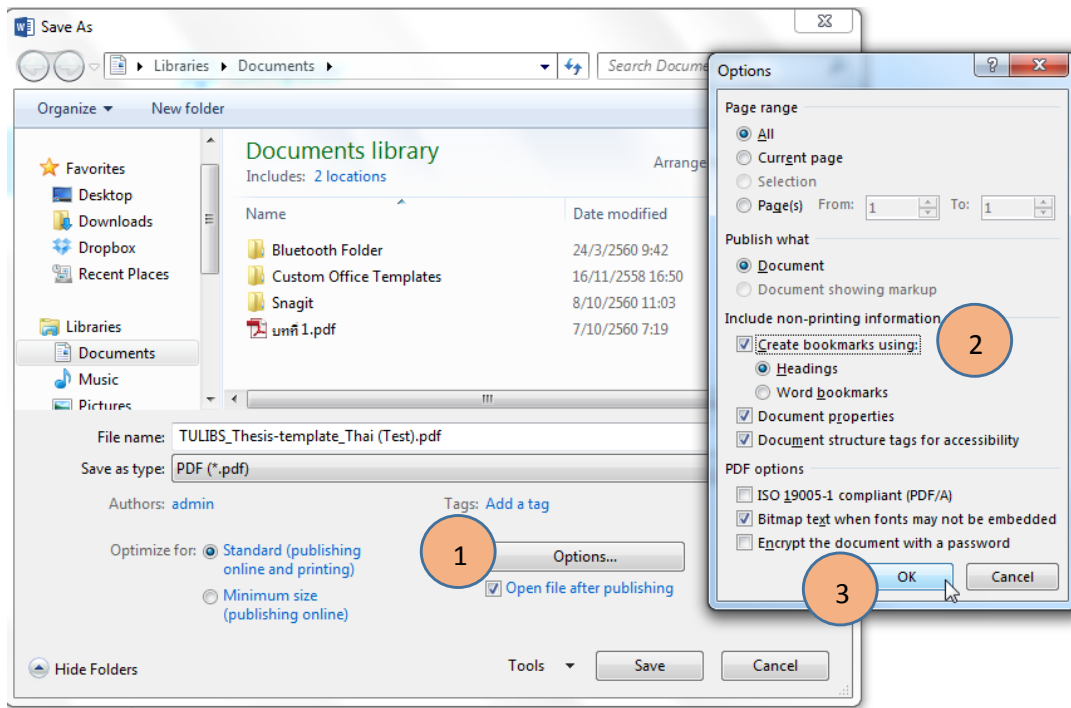 Save As
Libraries
Documents
Search Docume
Organize
New folder
Favorites
Desktop
Downloads
Dropbox
Recent Places
Libraries
Documents
Music
Pictures
Documents library
Includes: 2 locations
Arrange
Name
Date modified
Bluetooth Folder
24/3/2560 9:42
Custom Office Templates
16/11/2558 16:50
Snagit
8/10/2560 11:03
บทที่ 1.pdf
7/10/2560 7:19
File name: TULIBS_Thesis-template_Thai (Test).pdf
Save as type: PDF (*.pdf)
Authors: admin
Tags: Add a tag
Optimize for: Standard (publishing
online and printing)
Minimum size
(publishing online)
1
Options...
Open file after publishing
Hide Folders
Tools
Save
Cancel
Options
Page range
All
Current page
Selection
Page(s) From: 1 To: 1
Publish what
Document
Document showing markup
Include non-printing information
Create bookmarks using:
2
Headings
Word bookmarks
Document properties
Document structure tags for accessibility
PDF options
ISO 19005-1 compliant (PDF/A)
Bitmap text when fonts may not be embedded
Encrypt the document with a password
3
OK
Cancel